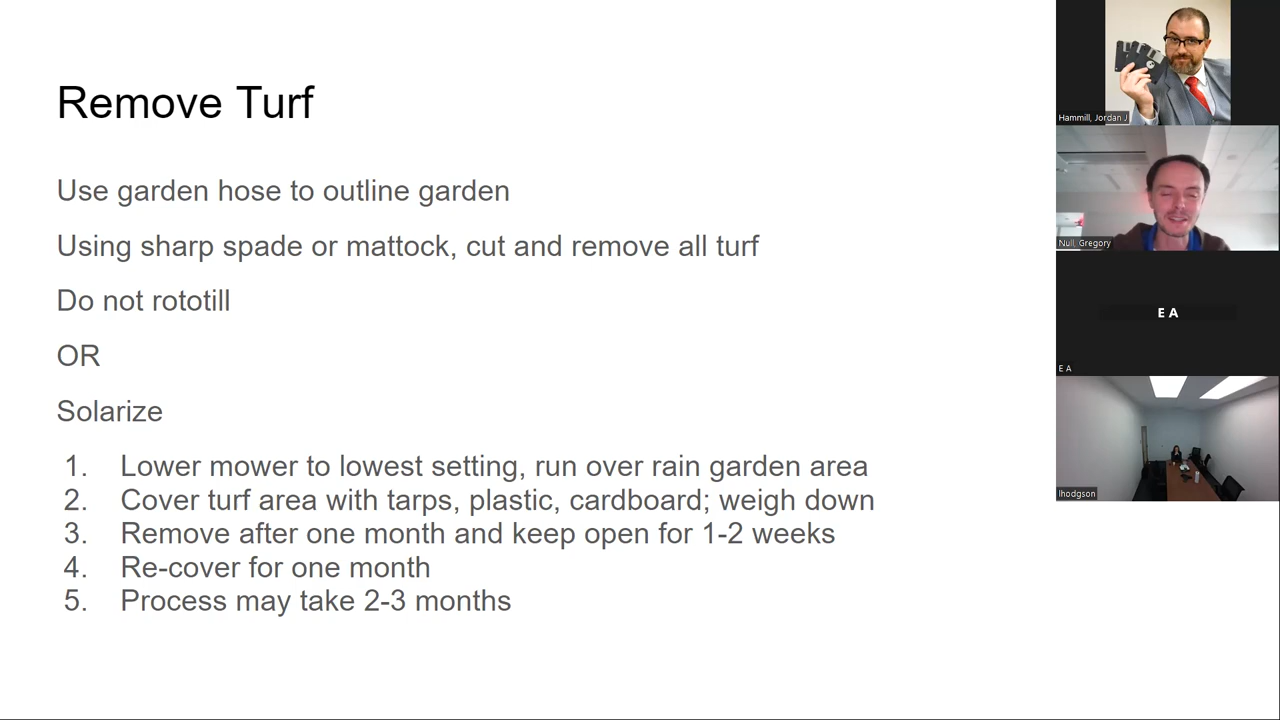 Remove Turf
Use garden hose to outline garden
Using sharp spade or mattock, cut and remove all turf
Do not rototill
OR
Solarize
1. Lower mower to lowest setting, run over rain garden area
2. Cover turf area with tarps, plastic, cardboard; weigh down
3. Remove after one month and keep open for 1-2 weeks
4. Re-cover for one month
5. Process may take 2-3 months
Hammill, Jordan J
Null, Gregory
E A
E A
lhodgson